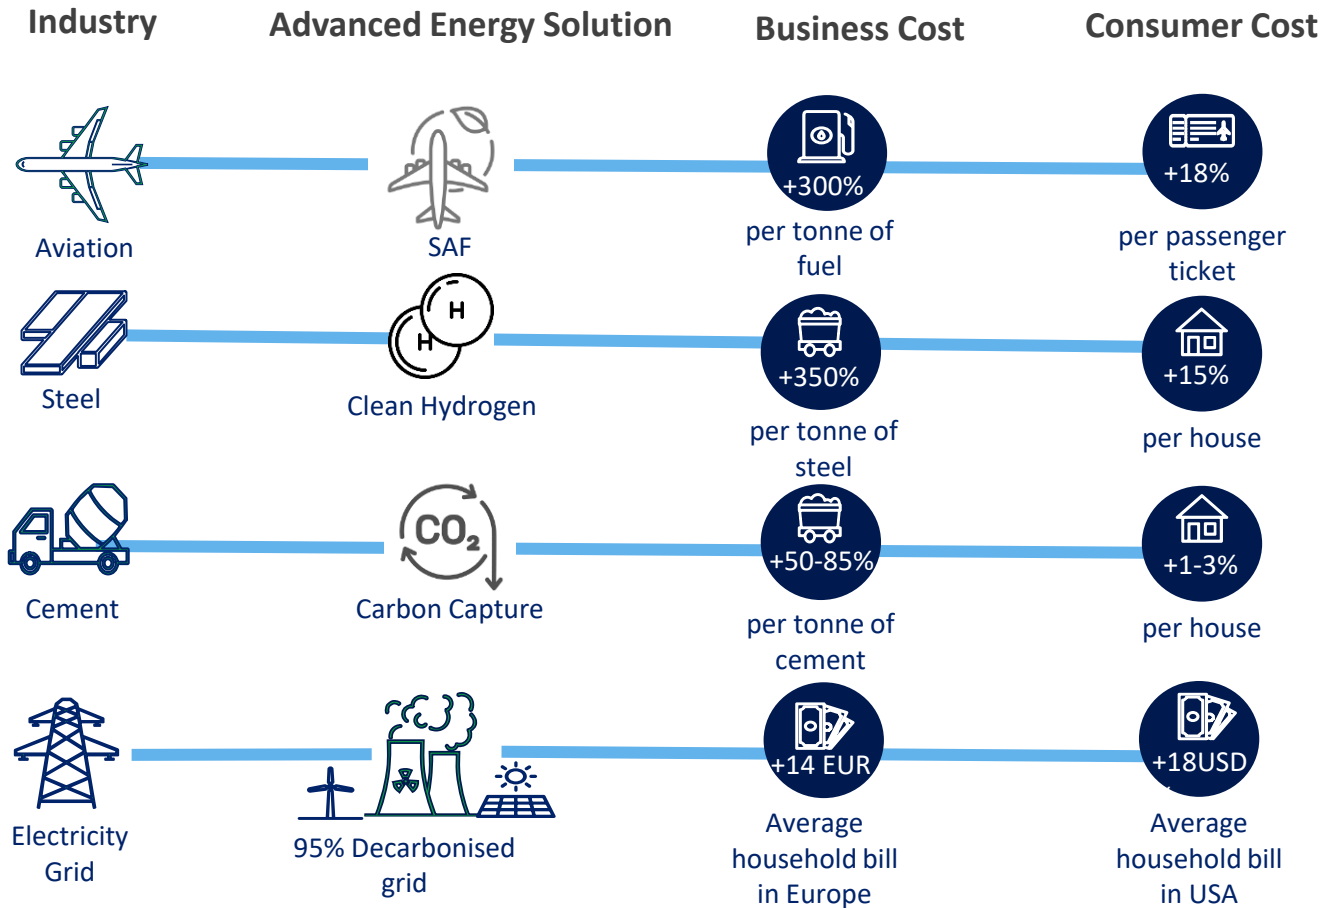 Industry
Advanced Energy Solution
Business Cost
Consumer Cost
Aviation
SAF
+300%
per tonne of
fuel
+18%
per passenger
ticket
Steel
H
H
Clean Hydrogen
+350%
per tonne of
steel
+15%
per house
Cement
CO₂
Carbon Capture
+50-85%
per tonne of
cement
+1-3%
per house
Electricity
Grid
95% Decarbonised
grid
+14 EUR
Average
household bill
in Europe
+18USD
Average
household bill
in USA